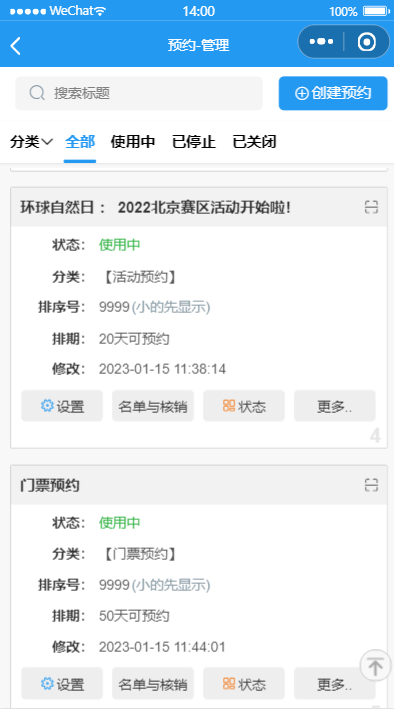 WeChat 14:00 100%
预约-管理
搜索标题 创建预约
分类 全部 使用中 已停止 已关闭
环球自然日： 2022北京赛区活动开始啦！
状态： 使用中
分类： 【活动预约】
排序号： 9999 (小的先显示)
排期： 20天可预约
修改： 2023-01-15 11:38:14
设置 名单与核销 状态 更多..
4
门票预约
状态： 使用中
分类： 【门票预约】
排序号： 9999 (小的先显示)
排期： 50天可预约
修改： 2023-01-15 11:44:01
设置 名单与核销 状态 更多..